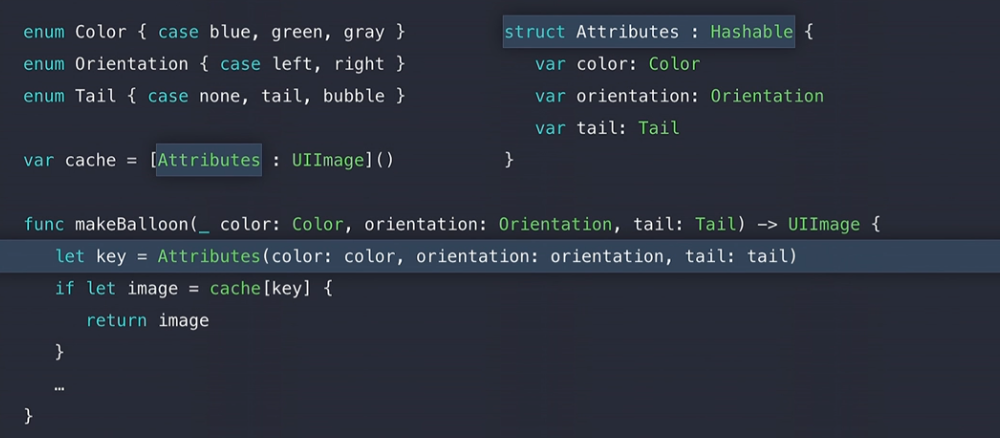 enum Color { case blue, green, gray }
enum Orientation { case left, right }
enum Tail { case none, tail, bubble }
var cache = [Attributes : UIImage]()
struct Attributes : Hashable {
var color: Color
var orientation: Orientation
var tail: Tail
}
func makeBalloon(_ color: Color, orientation: Orientation, tail: Tail) -> UIImage {
let key = Attributes(color: color, orientation: orientation, tail: tail)
if let image = cache[key] {
return image
}
…
}